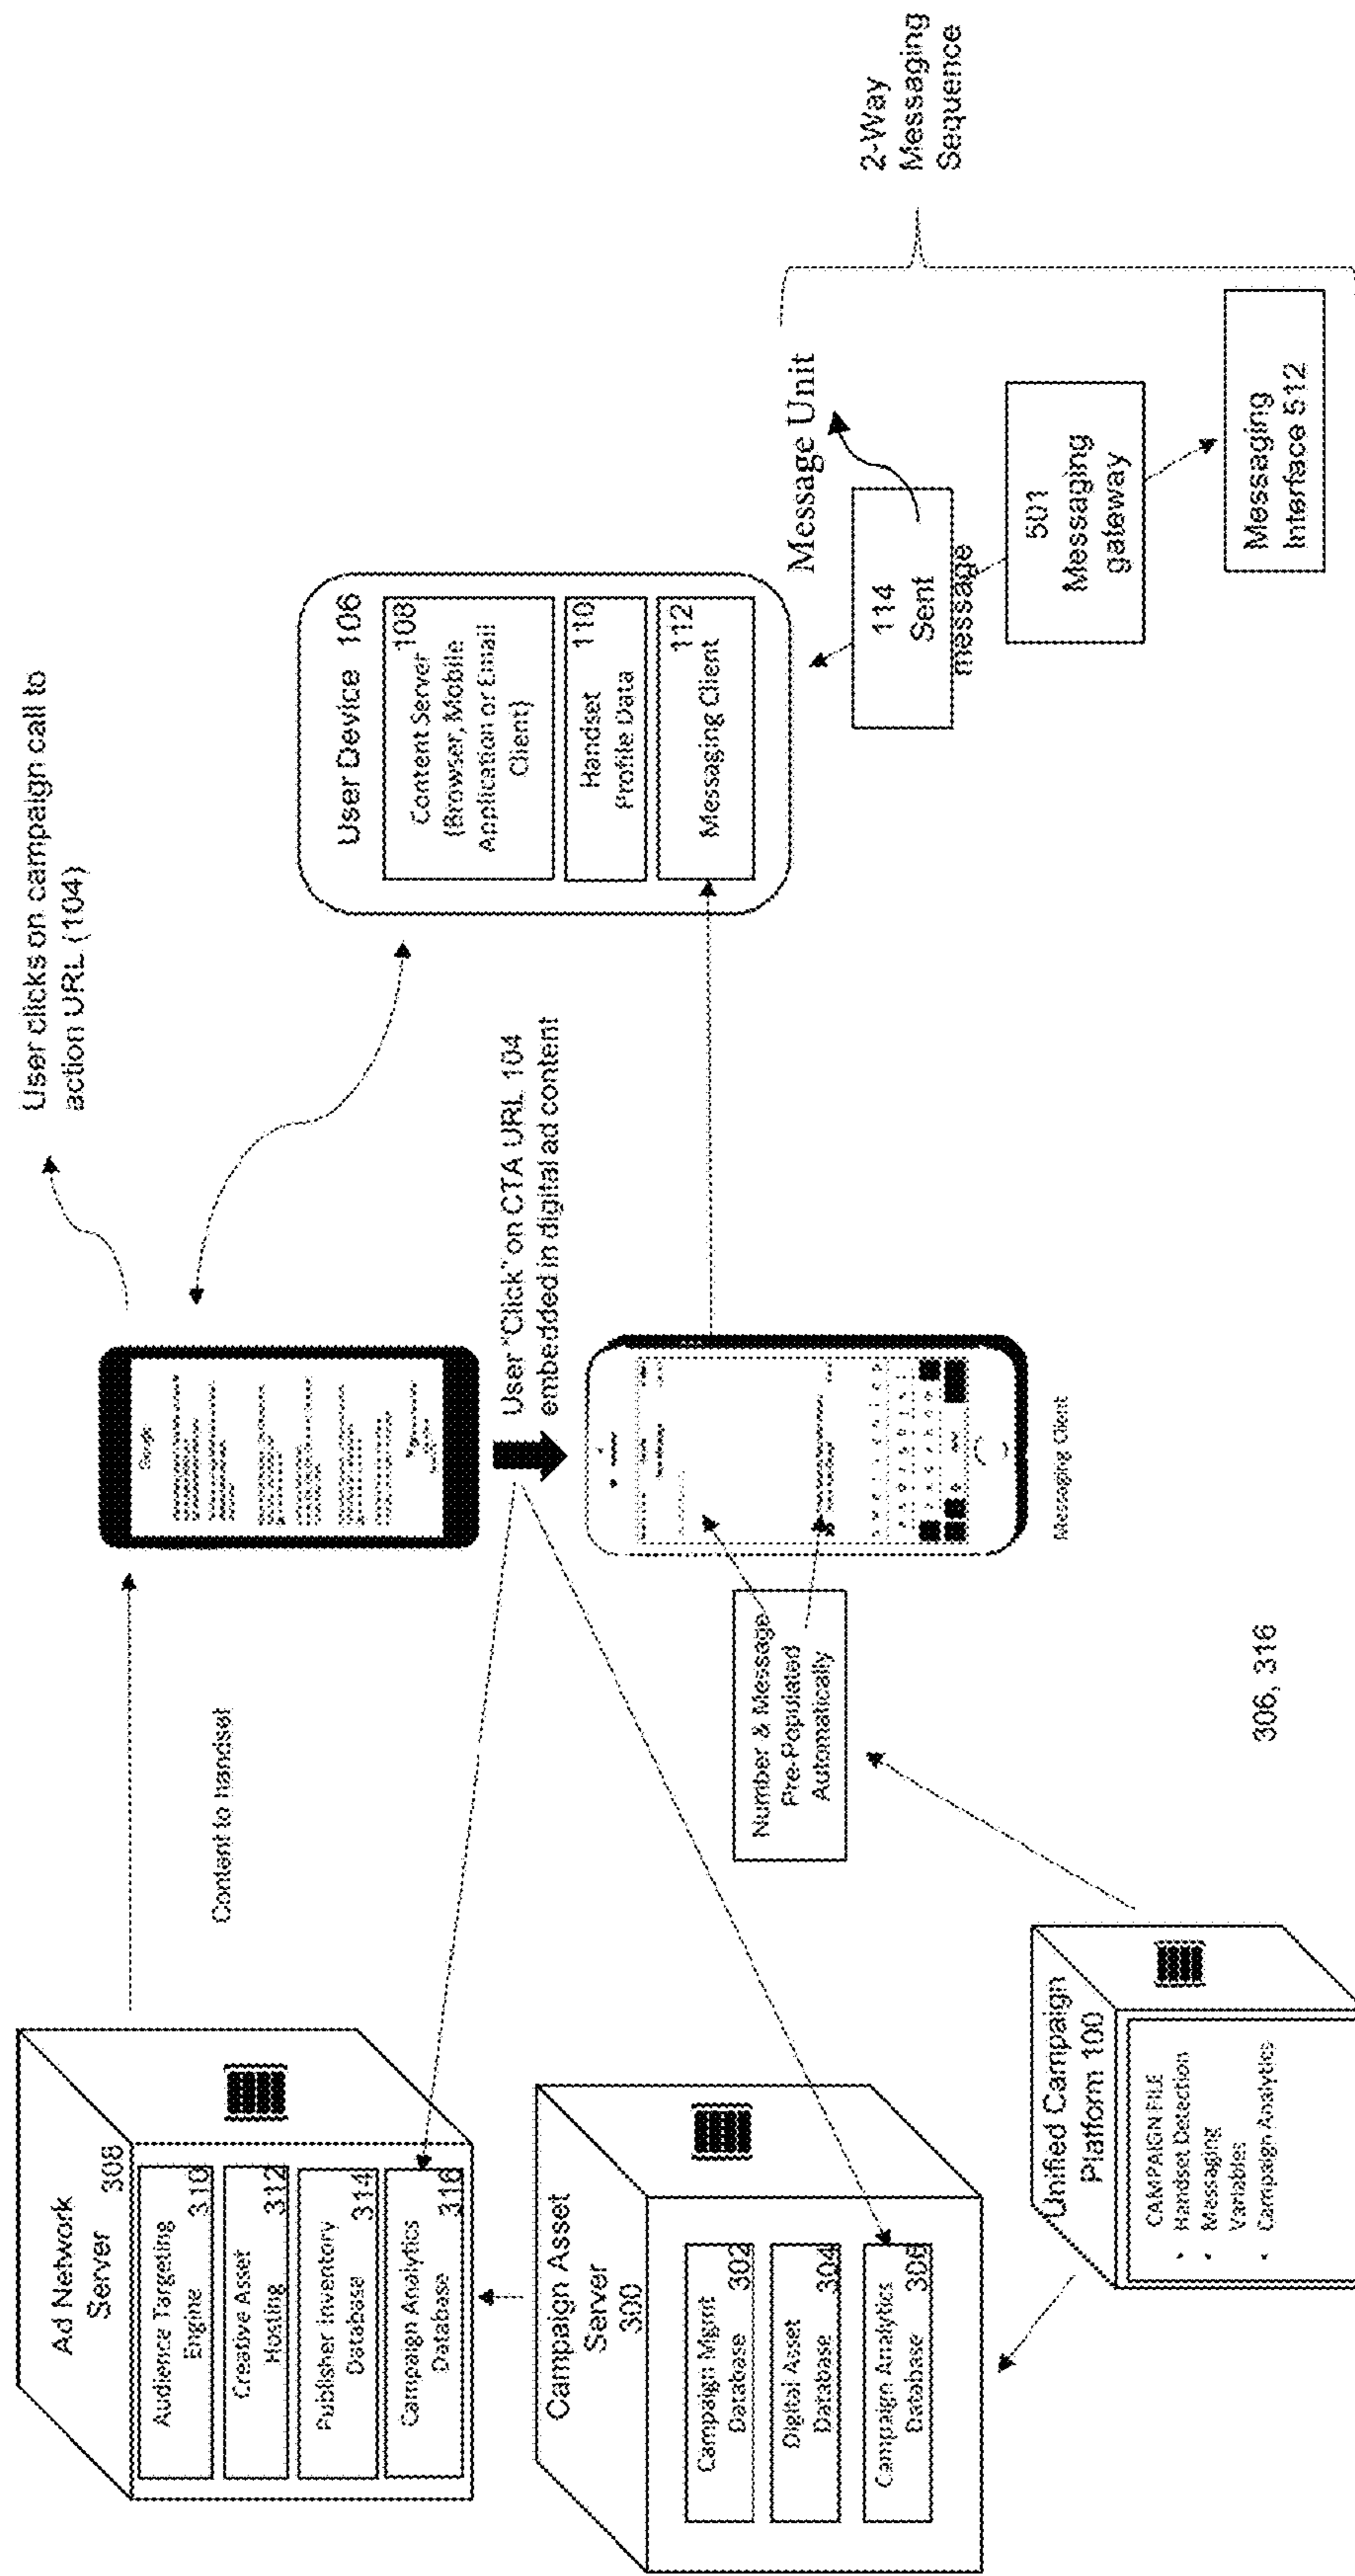 Ad Network
Server 308
Audience Targeting
Engine 310
Creative Asset
Hosting 312
Publisher Inventory
Database 314
Campaign Analytics
Database 316
Campaign Asset
Server
300
Campaign Mgmt
Database 302
Digital Asset
Database 304
Campaign Analytics
Database 306
Unified Campaign
Platform 100
CAMPAIGN FILE
Handset Detection
Messaging
Variables
Campaign Analytics
Content to handset
Google
User clicks on campaign call to
action URL (104)
User "Click" on CTA URL 104
embedded in digital ad content
Number & Message
Pre-Populated
Automatically
Messaging Client
306, 316
User Device 106
108
Content Server
(Browser, Mobile
Application or Email
Client)
110
Handset
Profile Data
112
Messaging Client
Message Unit
114
Sent
message
501
Messaging
gateway
Messaging
Interface 512
2-Way
Messaging
Sequence